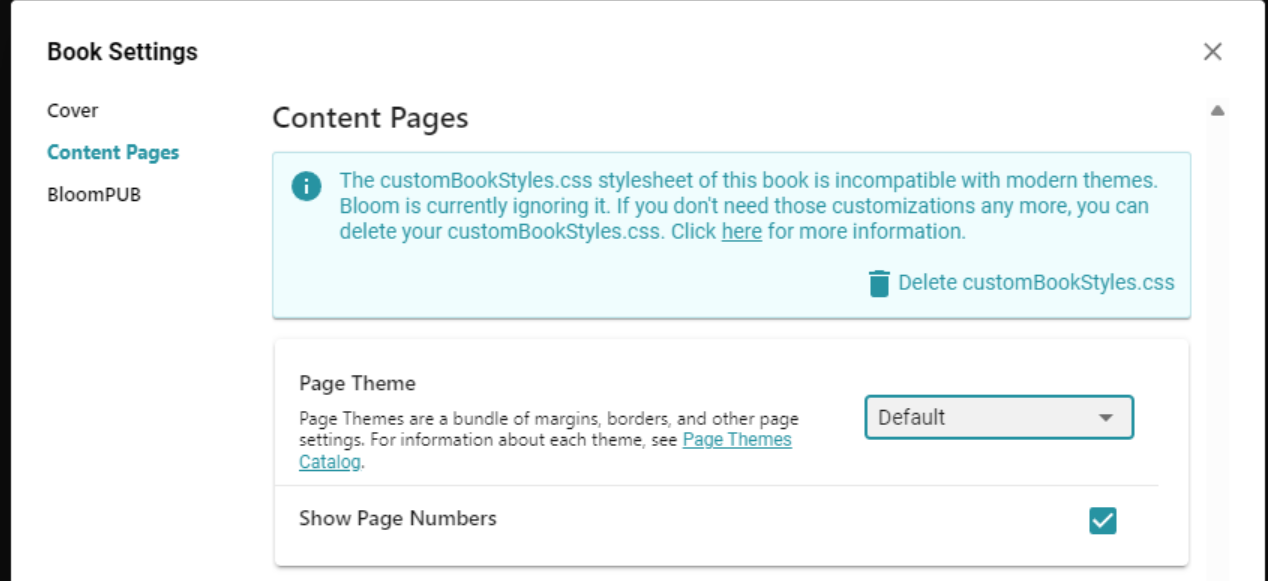 Book Settings
Cover
Content Pages
BloomPUB
Content Pages
The customBookStyles.css stylesheet of this book is incompatible with modern themes.
Bloom is currently ignoring it. If you don't need those customizations any more, you can
delete your customBookStyles.css. Click here for more information.
Delete customBookStyles.css
Page Theme
Page Themes are a bundle of margins, borders, and other page
settings. For information about each theme, see Page Themes
Catalog.
Default
Show Page Numbers